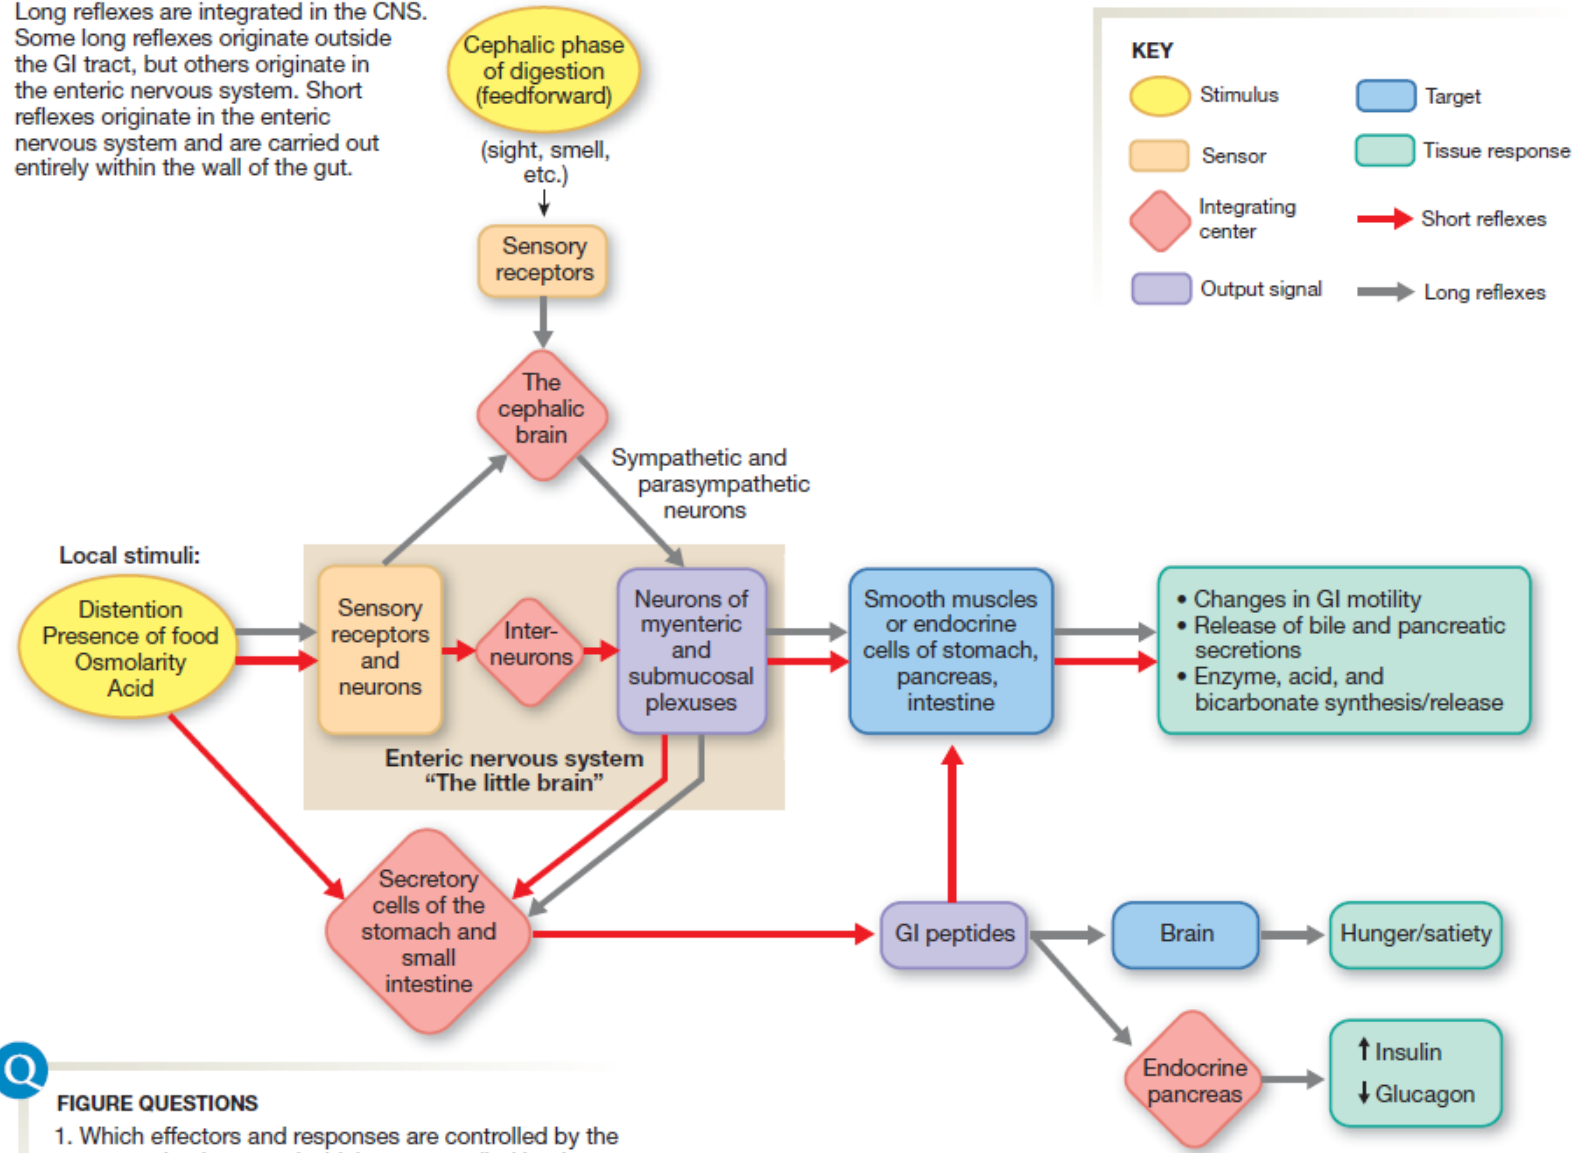 Long reflexes are integrated in the CNS.
Some long reflexes originate outside
the GI tract, but others originate in
the enteric nervous system. Short
reflexes originate in the enteric
nervous system and are carried out
entirely within the wall of the gut.
Cephalic phase
of digestion
(feedforward)
(sight, smell,
etc.)
Sensory
receptors
The
cephalic
brain
Sympathetic and
parasympathetic
neurons
KEY
Stimulus
Target
Sensor
Tissue response
Integrating
center
Short reflexes
Output signal
Long reflexes
Local stimuli:
Distention
Presence of food
Osmolarity
Acid
Sensory
receptors
and
neurons
Inter-
neurons
Neurons of
myenteric
and
submucosal
plexuses
Enteric nervous system
“The little brain”
Smooth muscles
or endocrine
cells of stomach,
pancreas,
intestine
• Changes in GI motility
• Release of bile and pancreatic
secretions
• Enzyme, acid, and
bicarbonate synthesis/release
Secretory
cells of the
stomach and
small
intestine
GI peptides
Brain
Hunger/satiety
Endocrine
pancreas
↑ Insulin
↓ Glucagon
Q
FIGURE QUESTIONS
1. Which effectors and responses are controlled by the